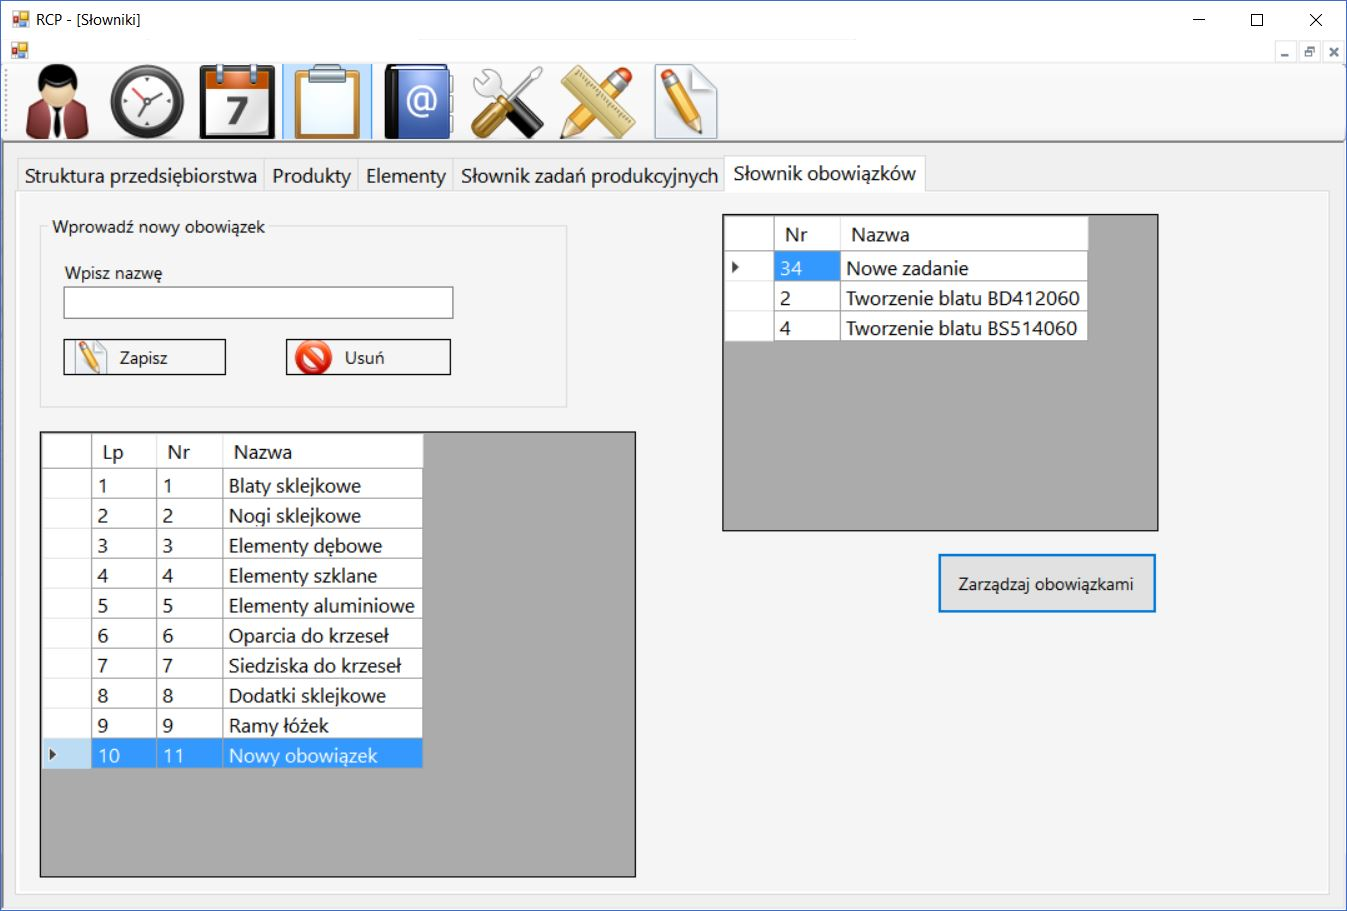 RCP - [Słowniki]
7
@
Struktura przedsiębiorstwa Produkty Elementy Słownik zadań produkcyjnych Słownik obowiązków
Wprowadź nowy obowiązek
Wpisz nazwę
Zapisz Usuń
Lp Nr Nazwa
1 1 Blaty sklejkowe
2 2 Nogi sklejkowe
3 3 Elementy dębowe
4 4 Elementy szklane
5 5 Elementy aluminiowe
6 6 Oparcia do krzeseł
7 7 Siedziska do krzeseł
8 8 Dodatki sklejkowe
9 9 Ramy łóżek
10 11 Nowy obowiązek
Nr Nazwa
34 Nowe zadanie
2 Tworzenie blatu BD412060
4 Tworzenie blatu BS514060
Zarządzaj obowiązkami